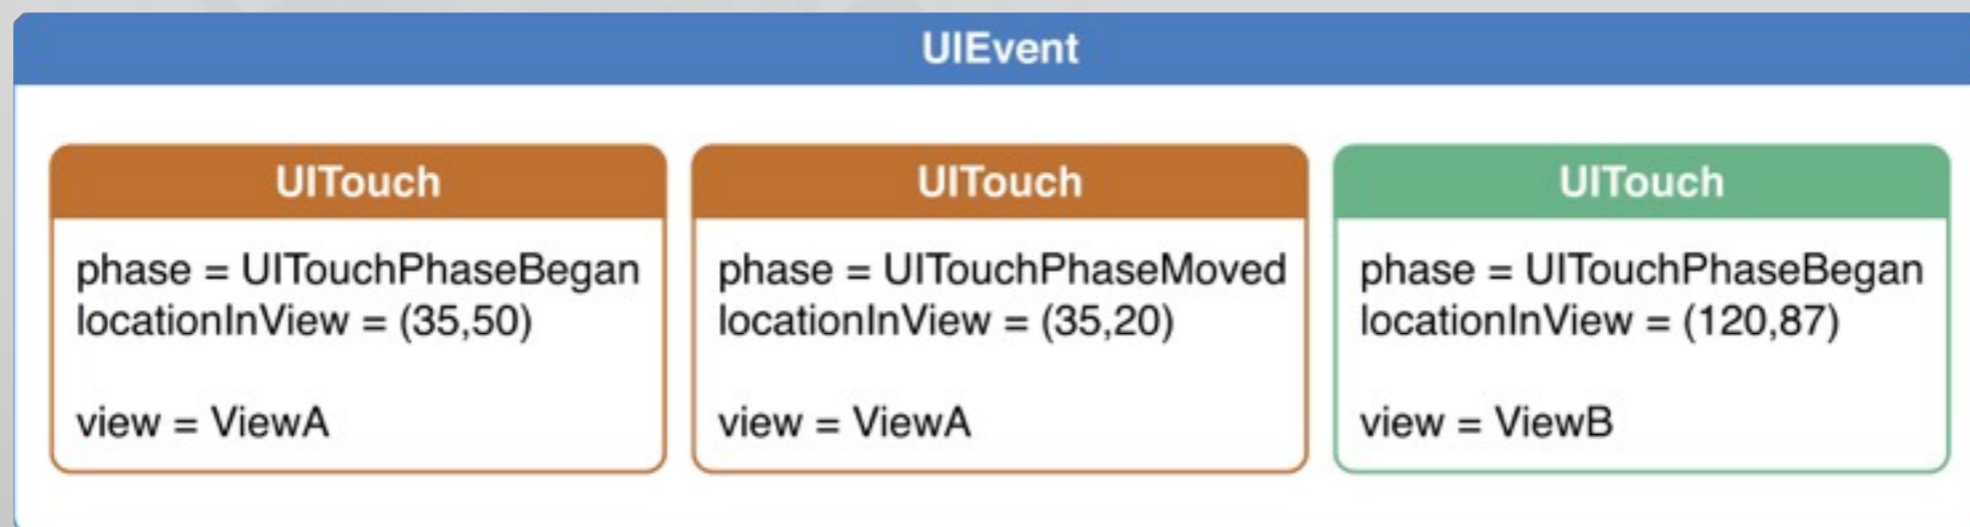 UIEvent
UITouch
phase = UITouchPhaseBegan
locationInView = (35,50)
view = ViewA
UITouch
phase = UITouchPhaseMoved
locationInView = (35,20)
view = ViewA
UITouch
phase = UITouchPhaseBegan
locationInView = (120,87)
view = ViewB